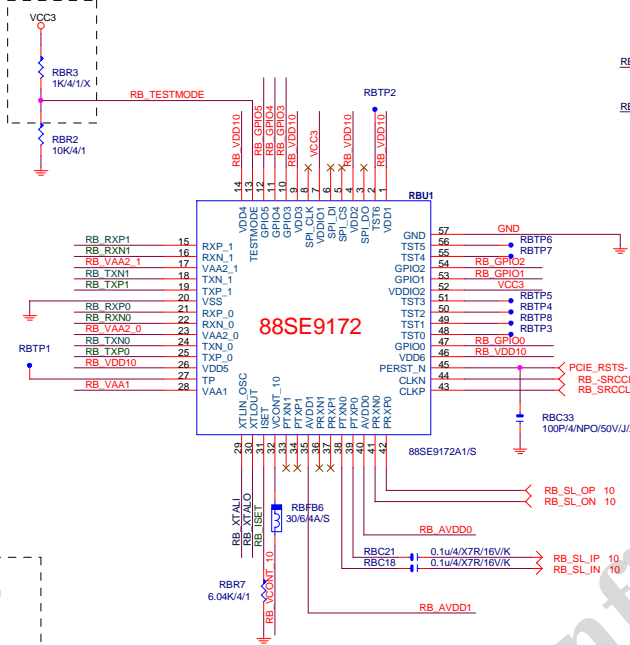 VCC3
RBR3
1K/4/1/X
RB_TESTMODE
RBR2
10K/4/1
RB_VDD10
RB_GPIO5
RB_GPIO4
RB_GPIO3
RB_VDD10
VCC3
RB_VDD10
RB_VDD10
RBTP2
14
13
12
11
10
9
8
7
6
5
4
3
2
1
RBU1
VDD4
TESTMODE
GPIO5
GPIO4
GPIO3
VDD3
SPI_CLK
VDDIO1
SPI_DI
SPI_CS
VDD2
SPI_DO
TST6
VDD1
RB_RXP1 15 RXP_1
RB_RXN1 16 RXN_1
RB_VAA2_1 17 VAA2_1
RB_TXN1 18 TXN_1
RB_TXP1 19 TXP_1
20 VSS
RB_RXP0 21 RXP_0
RB_RXN0 22 RXN_0
RB_VAA2_0 23 VAA2_0
RB_TXN0 24 TXN_0
RB_TXP0 25 TXP_0
RB_VDD10 26 VDD5
RBTP1
27 TP
RB_VAA1 28 VAA1
88SE9172
GND 57 GND
TST5 56 RBTP6
TST4 55 RBTP7
GPIO2 54 RB_GPIO2
GPIO1 53 RB_GPIO1
VDDIO2 52 VCC3
TST3 51 RBTP5
TST2 50 RBTP4
TST1 49 RBTP8
TST0 48 RBTP3
GPIO0 47 RB_GPIO0
VDD6 46 RB_VDD10
PERST_N 45 PCIE_RSTS-
CLKN 44 RB_-SRCCL
CLKP 43 RB_SRCCL
RBC33
100P/4/NPO/50V/J/
XTLIN_OSC
XTLOUT
ISET
VCONT_10
PTXN1
PTXP1
AVDD1
PRXN1
PRXP1
PTXN0
PTXP0
AVDD0
PRXN0
PRXP0
29
30
31
32
33
34
35
36
37
38
39
40
41
42
88SE9172A1/S
RB_XTALI
RB_XTALO
RB_ISET
RBFB6
30/6/4A/S
RB_VCONT_10
RBR7
6.04K/4/1
RB_SL_OP 10
RB_SL_ON 10
RB_AVDD0
RBC21 0.1u/4/X7R/16V/K RB_SL_IP 10
RBC18 0.1u/4/X7R/16V/K RB_SL_IN 10
RB_AVDD1